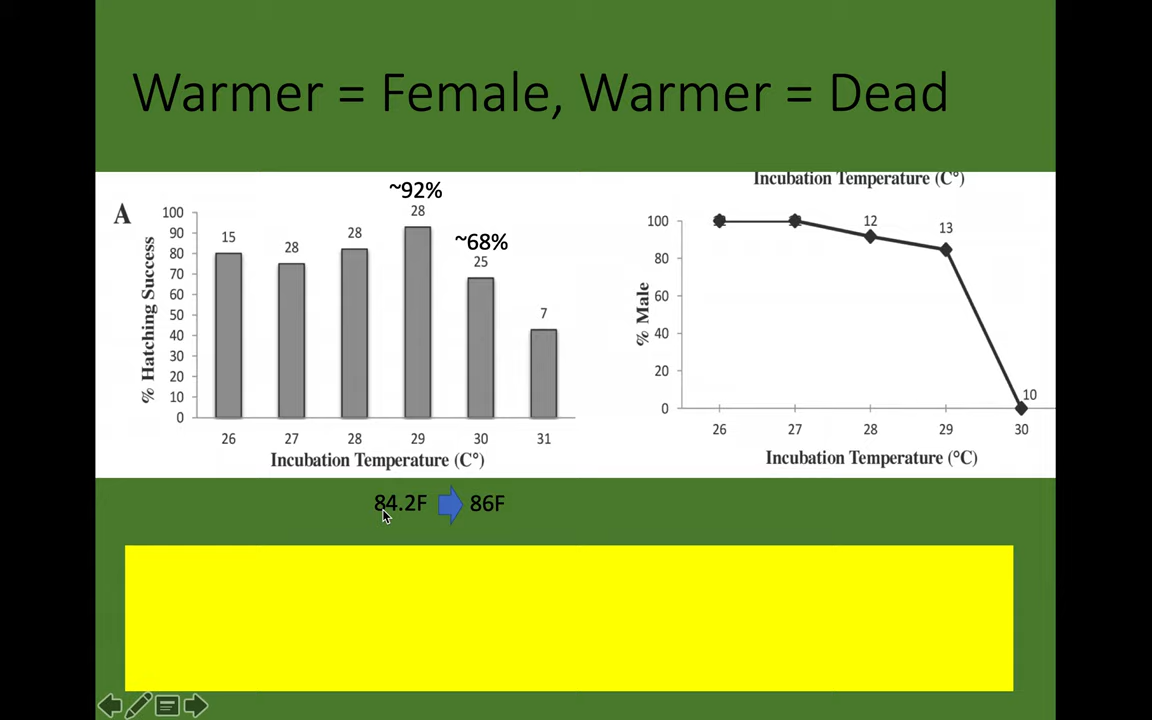 Warmer = Female, Warmer = Dead
A
% Hatching Success
100
90
80
70
60
50
40
30
20
10
0
15
28
28
~92%
28
~68%
25
7
26 27 28 29 30 31
Incubation Temperature (C°)
Incubation Temperature (C°)
% Male
100
80
60
40
20
0
12
13
10
26 27 28 29 30
Incubation Temperature (°C)
84.2F 86F